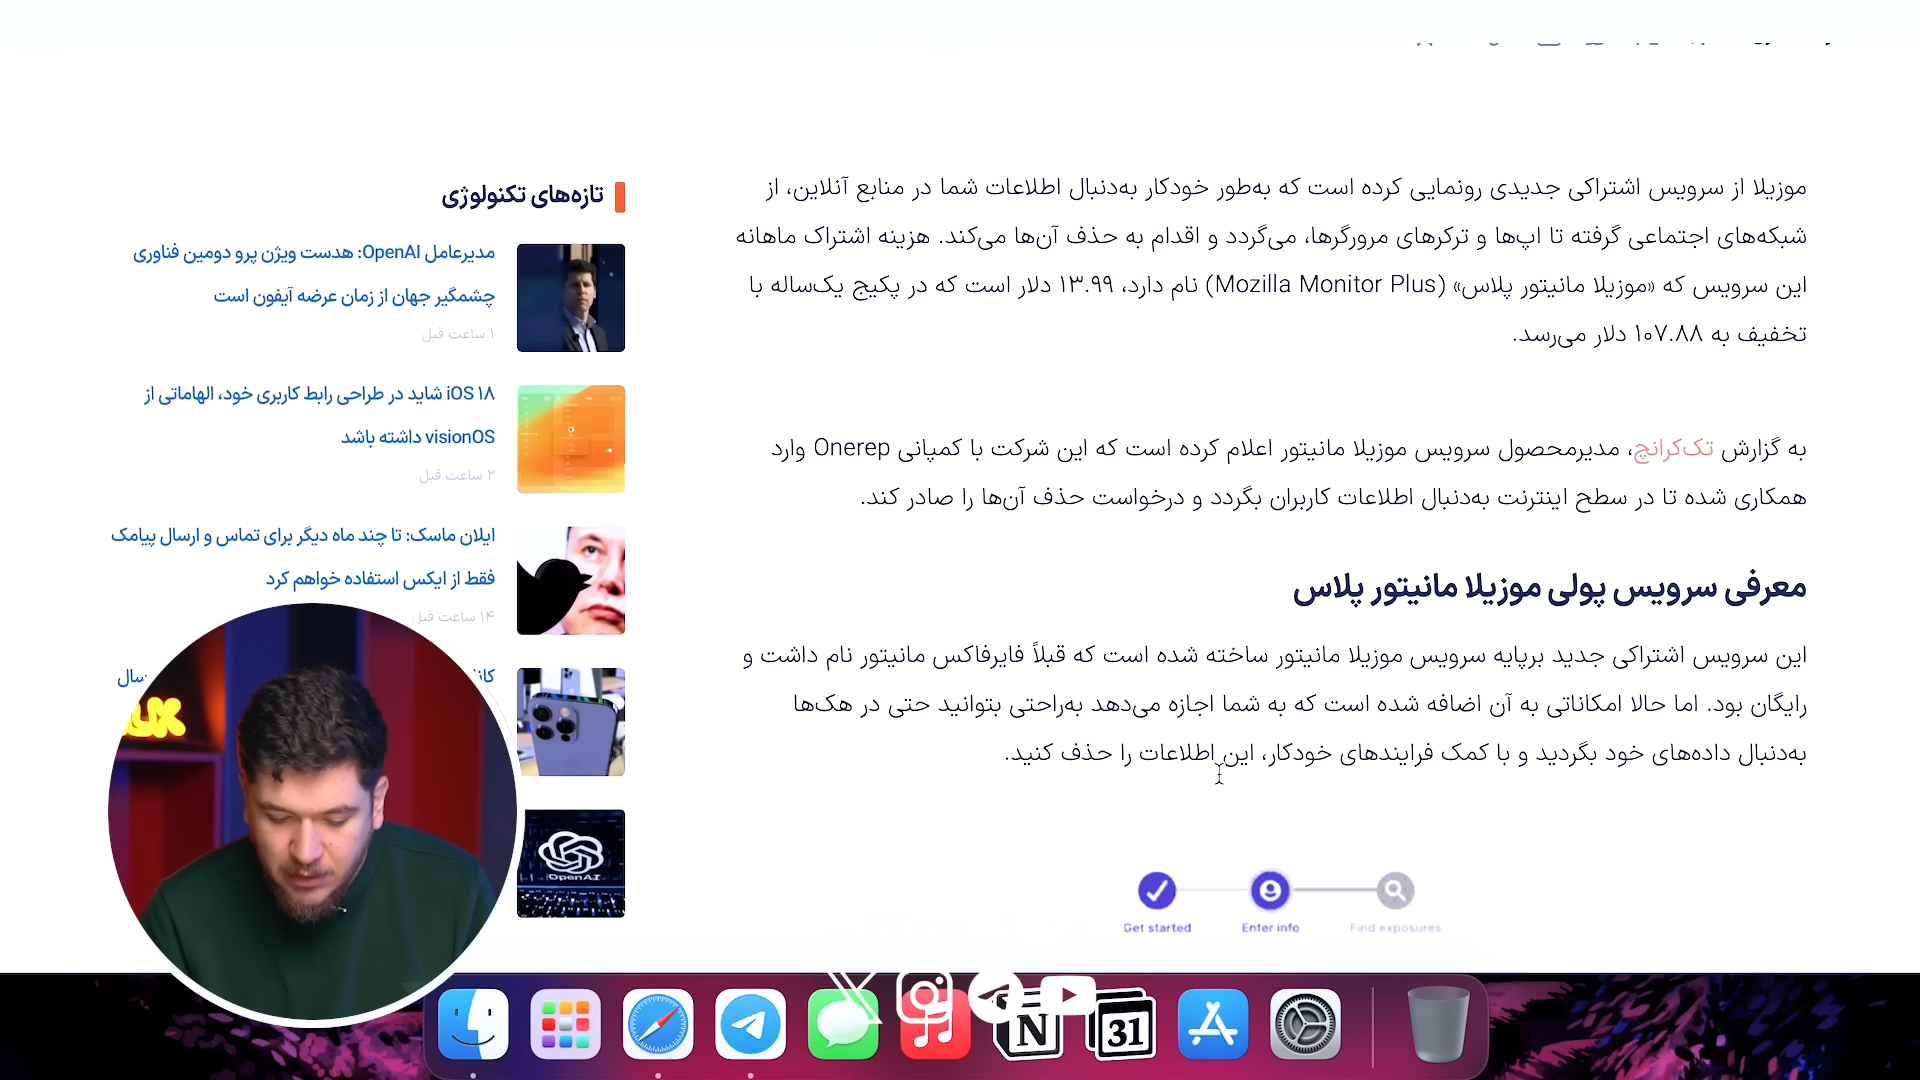 موزیلا از سرویس اشتراکی جدیدی رونمایی کرده است که به‌طور خودکار به‌دنبال اطلاعات شما در منابع آنلاین، از
شبکه‌های اجتماعی گرفته تا اپ‌ها و ترکرهای مرورگرها، می‌گردد و اقدام به حذف آن‌ها می‌کند. هزینه اشتراک ماهانه
این سرویس که «موزیلا مانیتور پلاس» (Mozilla Monitor Plus) نام دارد، ۱۳.۹۹ دلار است که در پکیج یک‌ساله با
تخفیف به ۱۰۷.۸۸ دلار می‌رسد.
به گزارش تک‌کرانچ، مدیرمحصول سرویس موزیلا مانیتور اعلام کرده است که این شرکت با کمپانی Onerep وارد
همکاری شده تا در سطح اینترنت به‌دنبال اطلاعات کاربران بگردد و درخواست حذف آن‌ها را صادر کند.
معرفی سرویس پولی موزیلا مانیتور پلاس
این سرویس اشتراکی جدید برپایه سرویس موزیلا مانیتور ساخته شده است که قبلاً فایرفاکس مانیتور نام داشت و
رایگان بود. اما حالا امکاناتی به آن اضافه شده است که به شما اجازه می‌دهد به‌راحتی بتوانید حتی در هک‌ها
به‌دنبال داده‌های خود بگردید و با کمک فرایندهای خودکار، این اطلاعات را حذف کنید.
Get started
Enter info
Find exposures
تازه‌های تکنولوژی
مدیرعامل OpenAI: هدست ویژن پرو دومین فناوری
چشمگیر جهان از زمان عرضه آیفون است
۱ ساعت قبل
iOS ۱۸ شاید در طراحی رابط کاربری خود، الهاماتی از
visionOS داشته باشد
۲ ساعت قبل
ایلان ماسک: تا چند ماه دیگر برای تماس و ارسال پیامک
فقط از ایکس استفاده خواهم کرد
۱۴ ساعت قبل
OpenAI
N
31